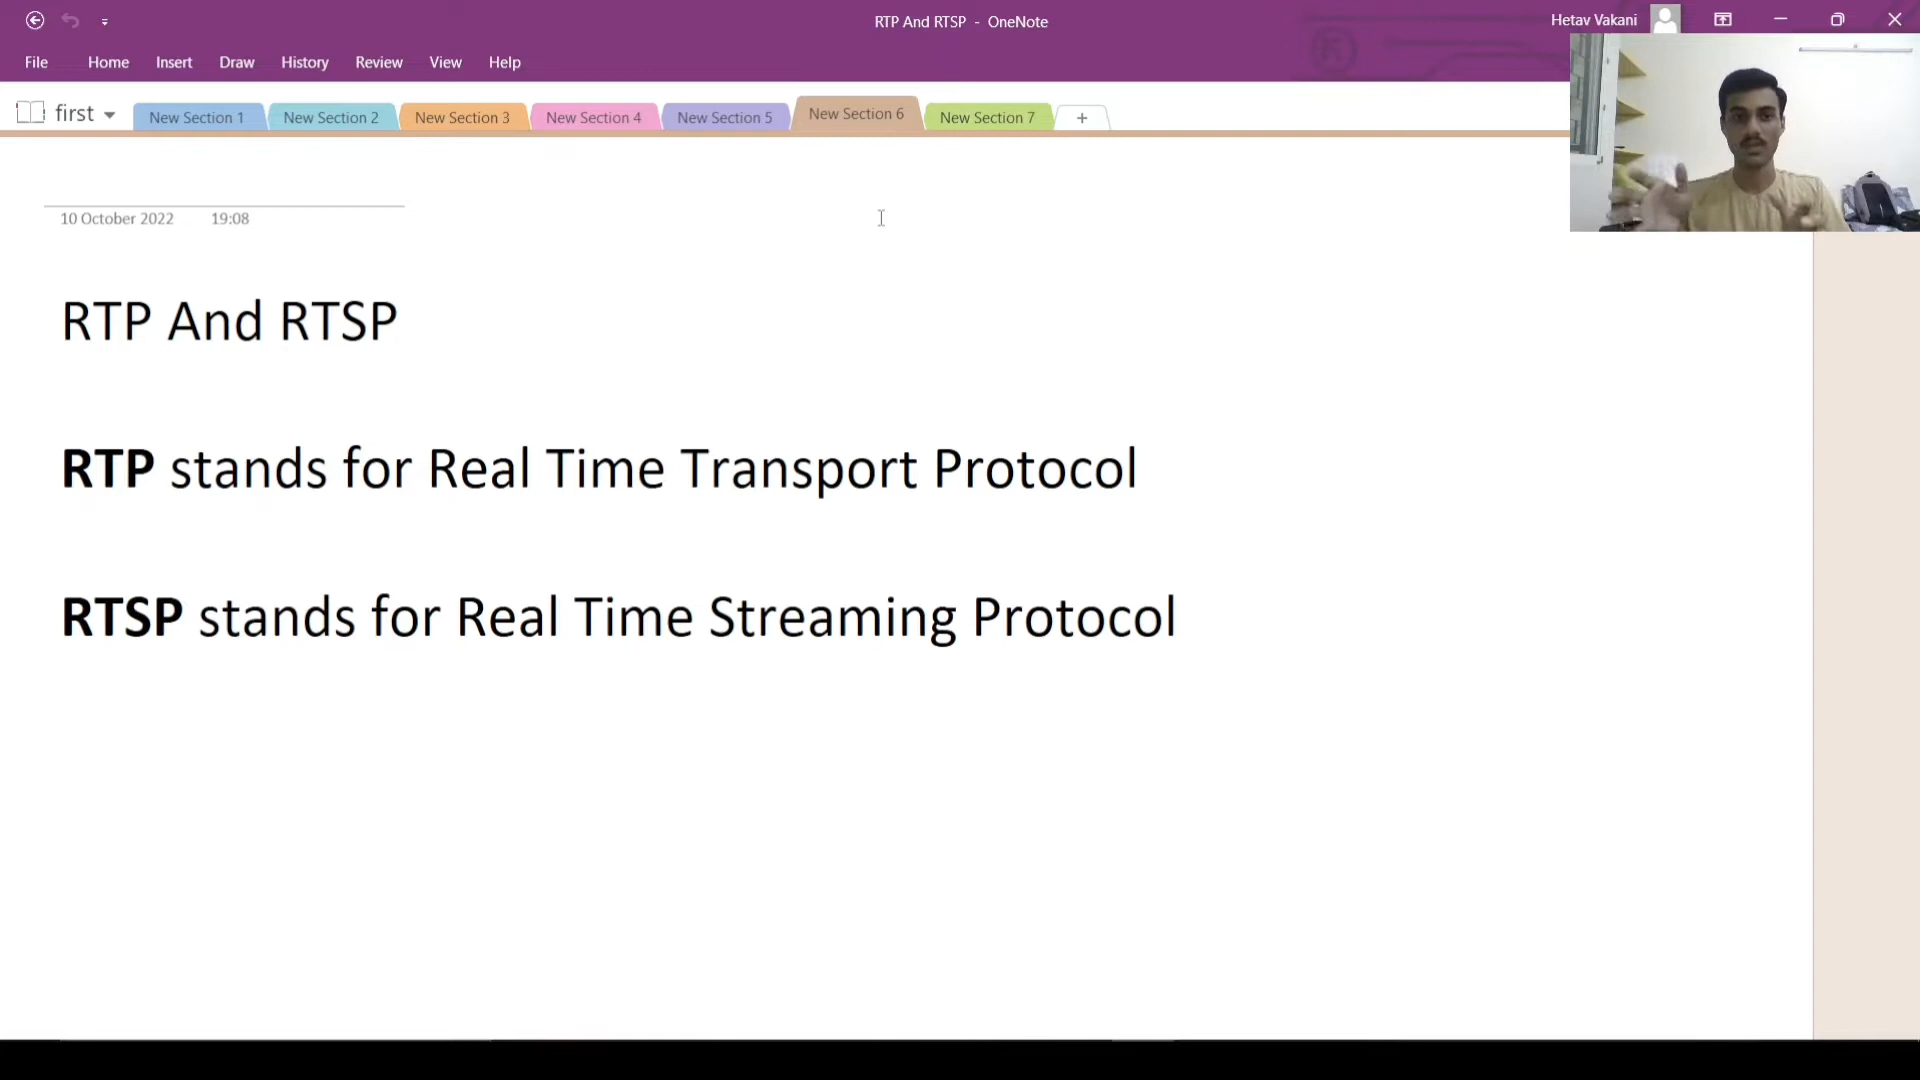 RTP And RTSP - OneNote
Hetav Vakani
File Home Insert Draw History Review View Help
first New Section 1 New Section 2 New Section 3 New Section 4 New Section 5 New Section 6 New Section 7 +
10 October 2022 19:08
RTP And RTSP
RTP stands for Real Time Transport Protocol
RTSP stands for Real Time Streaming Protocol